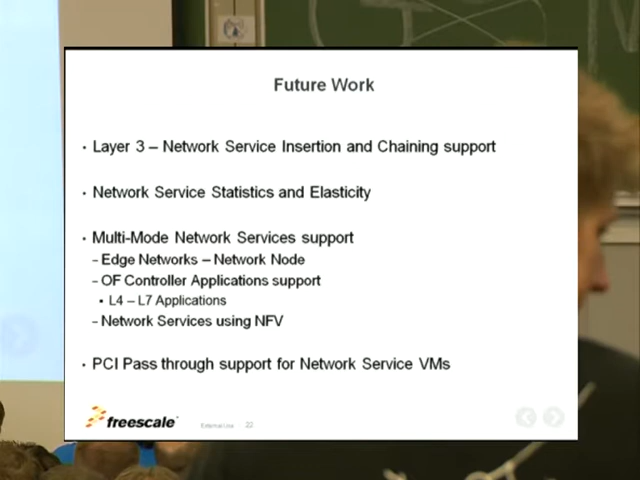 Future Work
· Layer 3 – Network Service Insertion and Chaining support
· Network Service Statistics and Elasticity
· Multi-Mode Network Services support
– Edge Networks – Network Node
– OF Controller Applications support
• L4 – L7 Applications
– Network Services using NFV
· PCI Pass through support for Network Service VMs
freescale
22